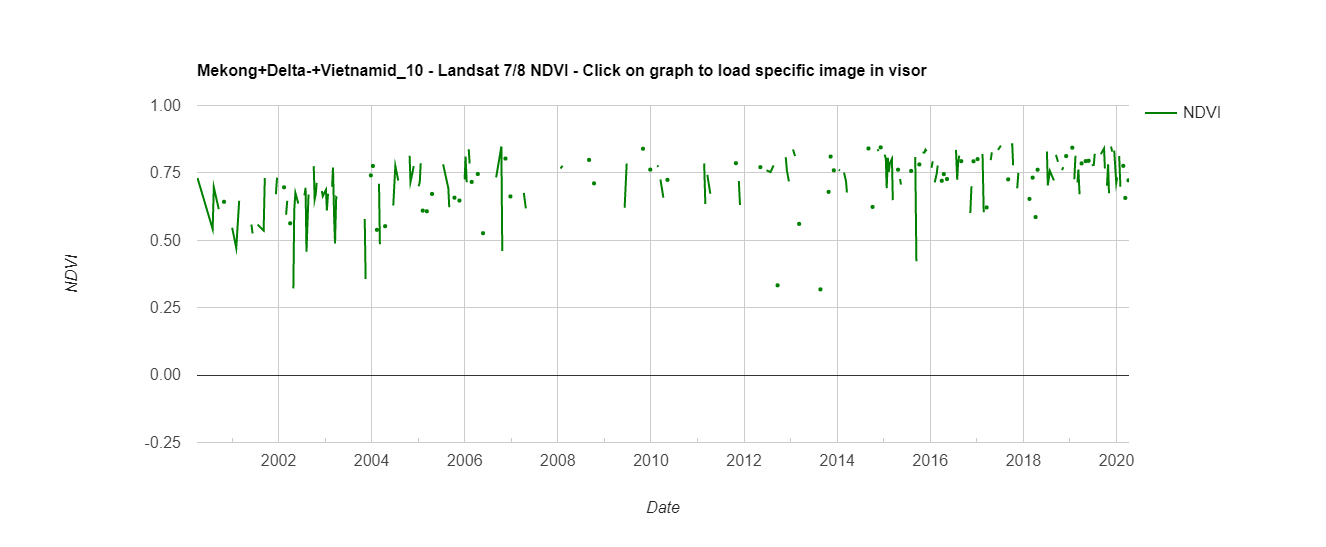 Mekong+Delta-+Vietnamid_10 - Landsat 7/8 NDVI - Click on graph to load specific image in visor
1.00
NDVI
0.75
0.50
NDVI
0.25
0.00
-0.25
2002 2004 2006 2008 2010 2012 2014 2016 2018 2020
Date